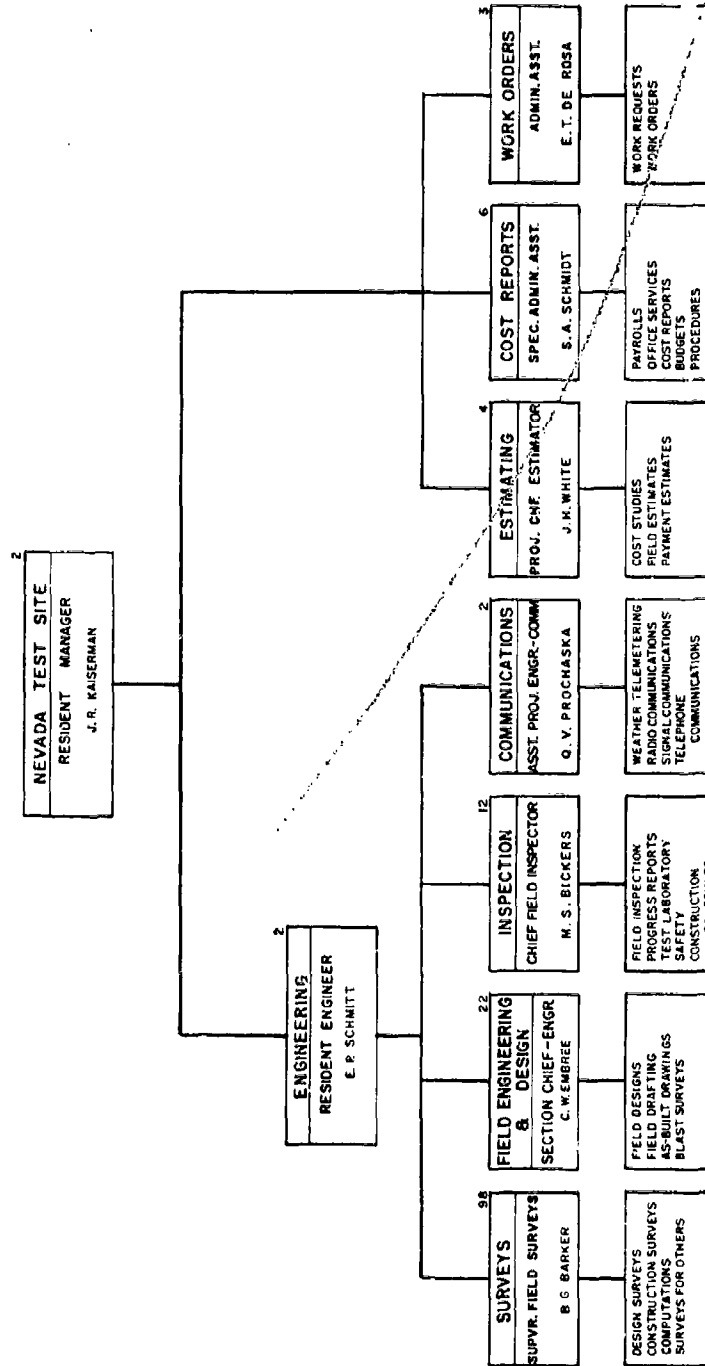 2
NEVADA TEST SITE
RESIDENT MANAGER
J. R. KAISERMAN
2
ENGINEERING
RESIDENT ENGINEER
E. P. SCHMITT
98
SURVEYS
SUPVR. FIELD SURVEYS
B G BARKER
DESIGN SURVEYS
CONSTRUCTION SURVEYS
COMPUTATIONS
SURVEYS FOR OTHERS
22
FIELD ENGINEERING
& DESIGN
SECTION CHIEF-ENGR.
C. W. EMBREE
FIELD DESIGNS
FIELD DRAFTING
AS-BUILT DRAWINGS
BLAST SURVEYS
12
INSPECTION
CHIEF FIELD INSPECTOR
M. S. BICKERS
FIELD INSPECTION
PROGRESS REPORTS
TEST LABORATORY
SAFETY
CONSTRUCTION
2
COMMUNICATIONS
ASST. PROJ. ENGR.-COMM
Q. V. PROCHASKA
WEATHER TELEMETERING
RADIO COMMUNICATIONS
SIGNAL COMMUNICATIONS
TELEPHONE
COMMUNICATIONS
4
ESTIMATING
PROJ. CHF. ESTIMATOR
J. H. WHITE
COST STUDIES
FIELD ESTIMATES
PAYMENT ESTIMATES
6
COST REPORTS
SPEC. ADMIN. ASST.
S. A. SCHMIDT
PAYROLLS
OFFICE SERVICES
COST REPORTS
BUDGETS
PROCEDURES
WORK ORDERS
ADMIN. ASST.
E. T. DE ROSA
WORK REQUESTS
WORK ORDERS